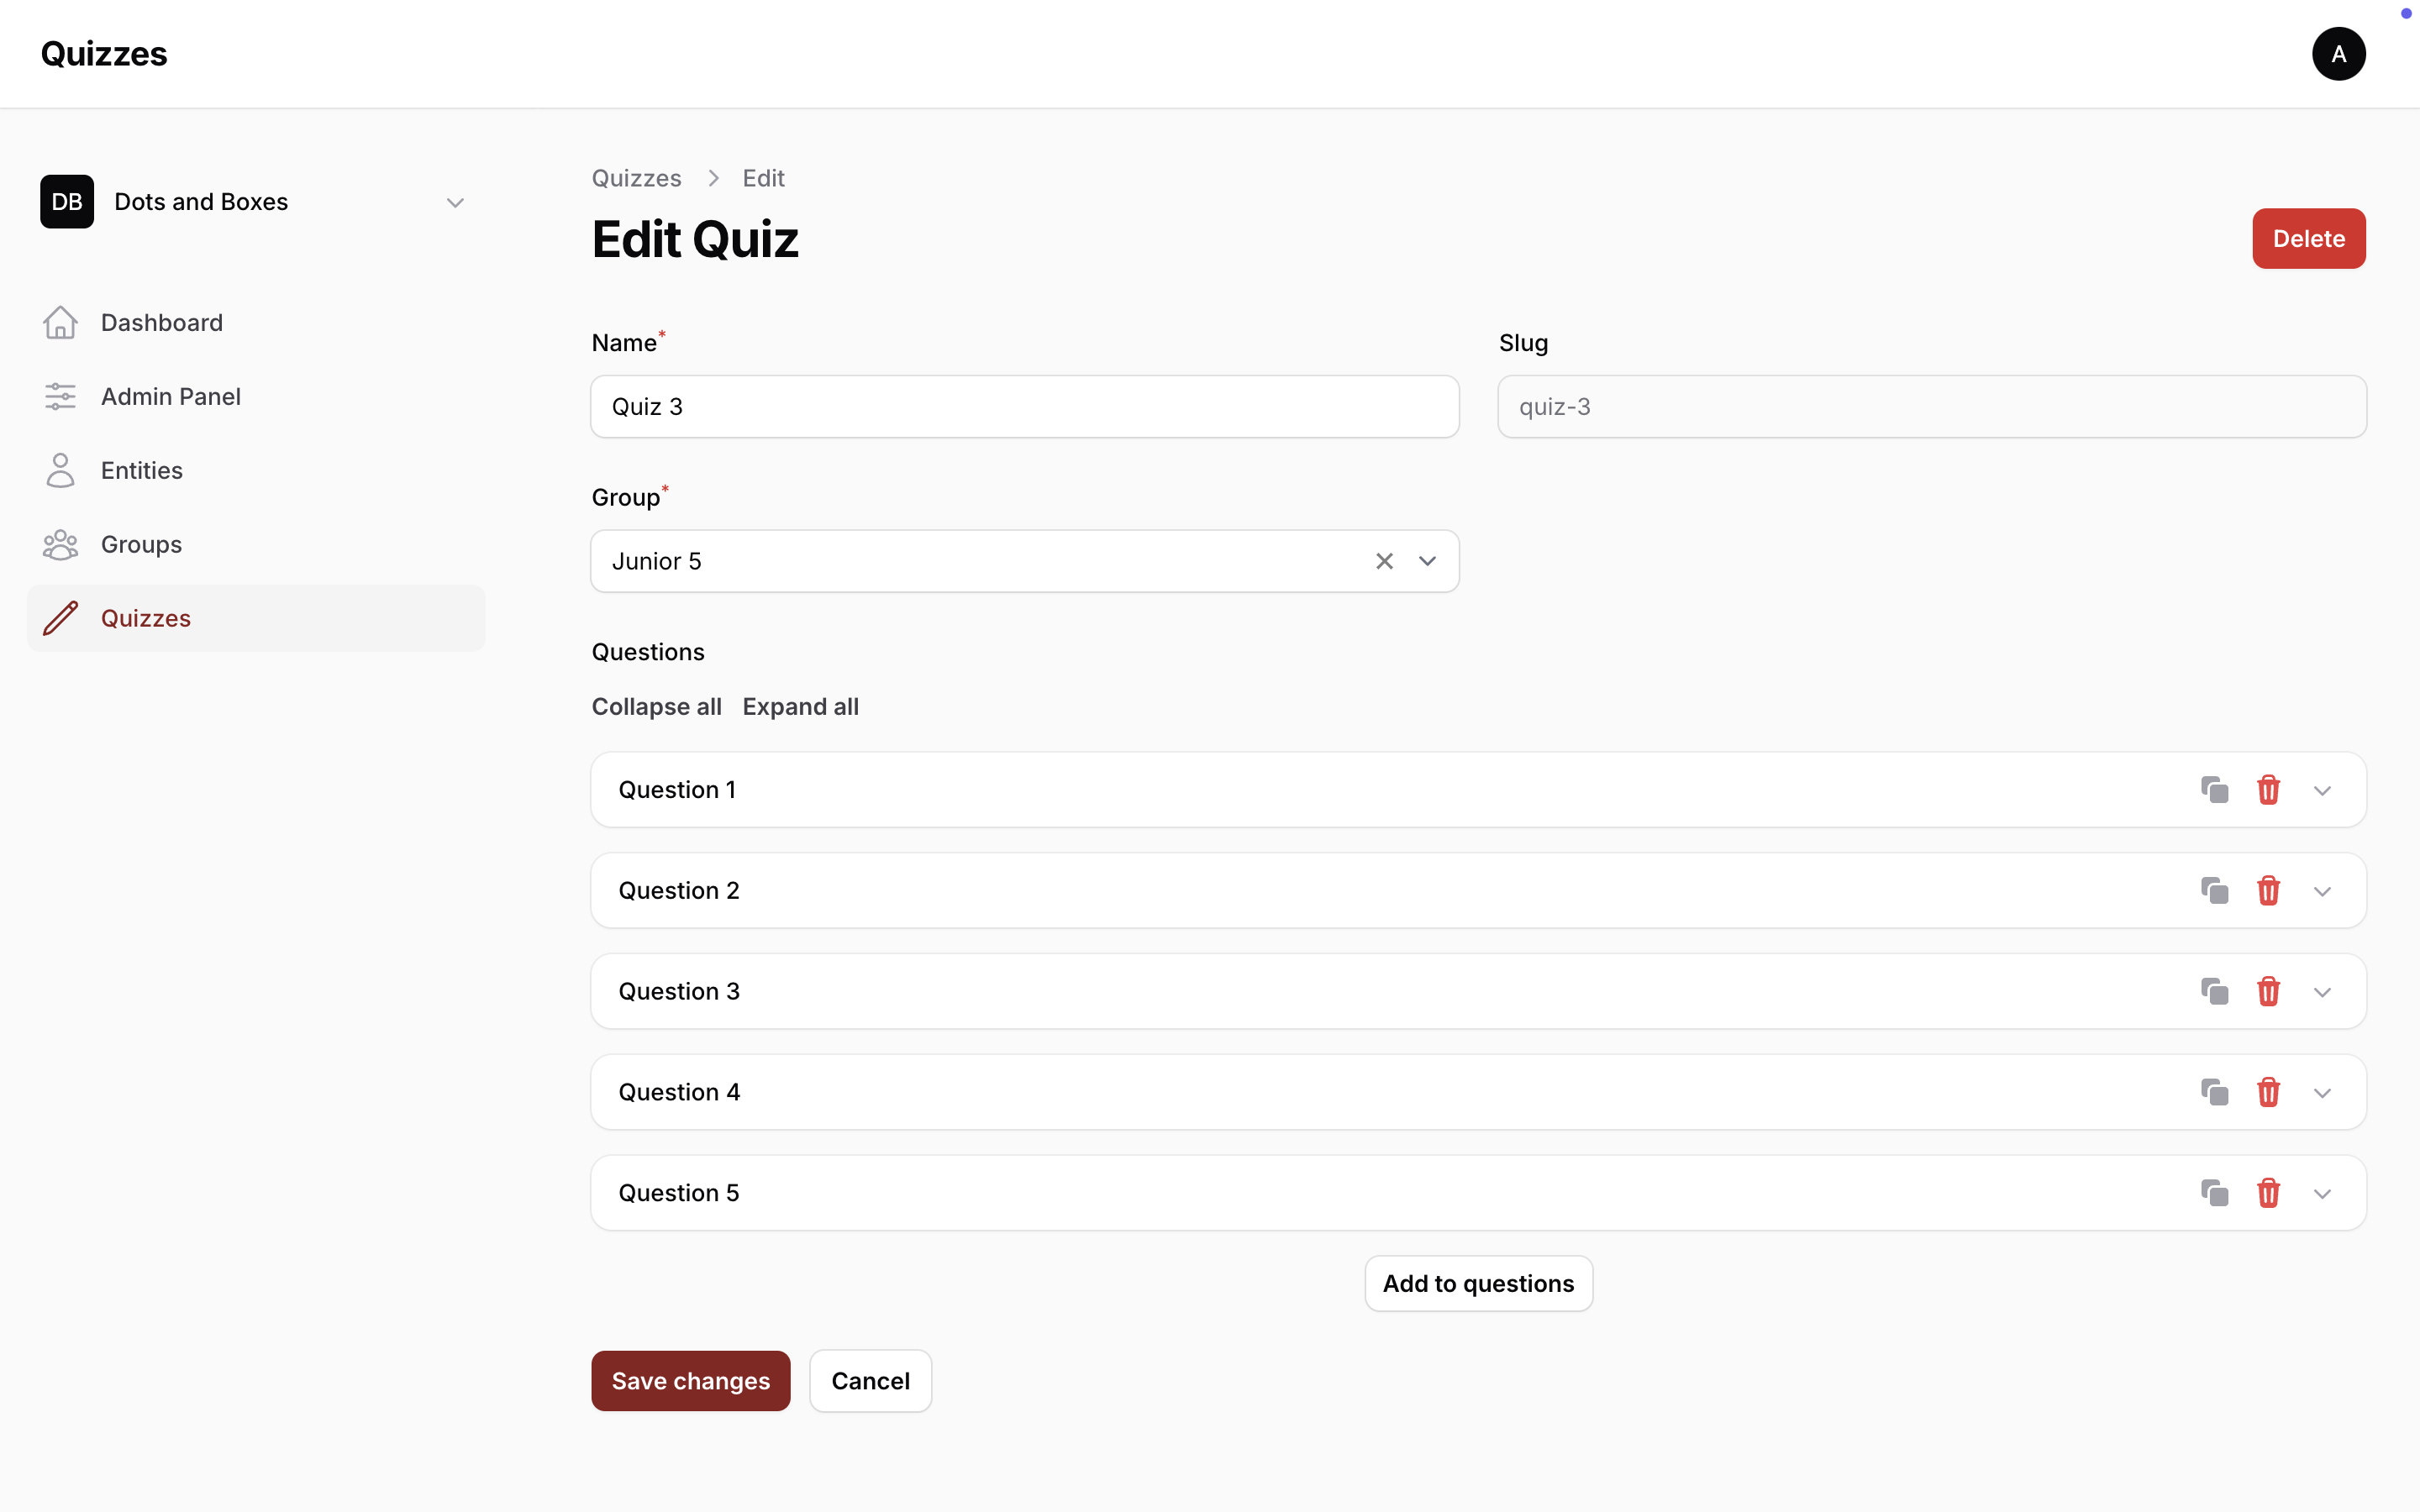 Quizzes
A
DB
Dots and Boxes
Dashboard
Admin Panel
Entities
Groups
Quizzes
Quizzes > Edit
Edit Quiz
Delete
Name*
Quiz 3
Slug
quiz-3
Group*
Junior 5
Questions
Collapse all Expand all
Question 1
Question 2
Question 3
Question 4
Question 5
Add to questions
Save changes
Cancel